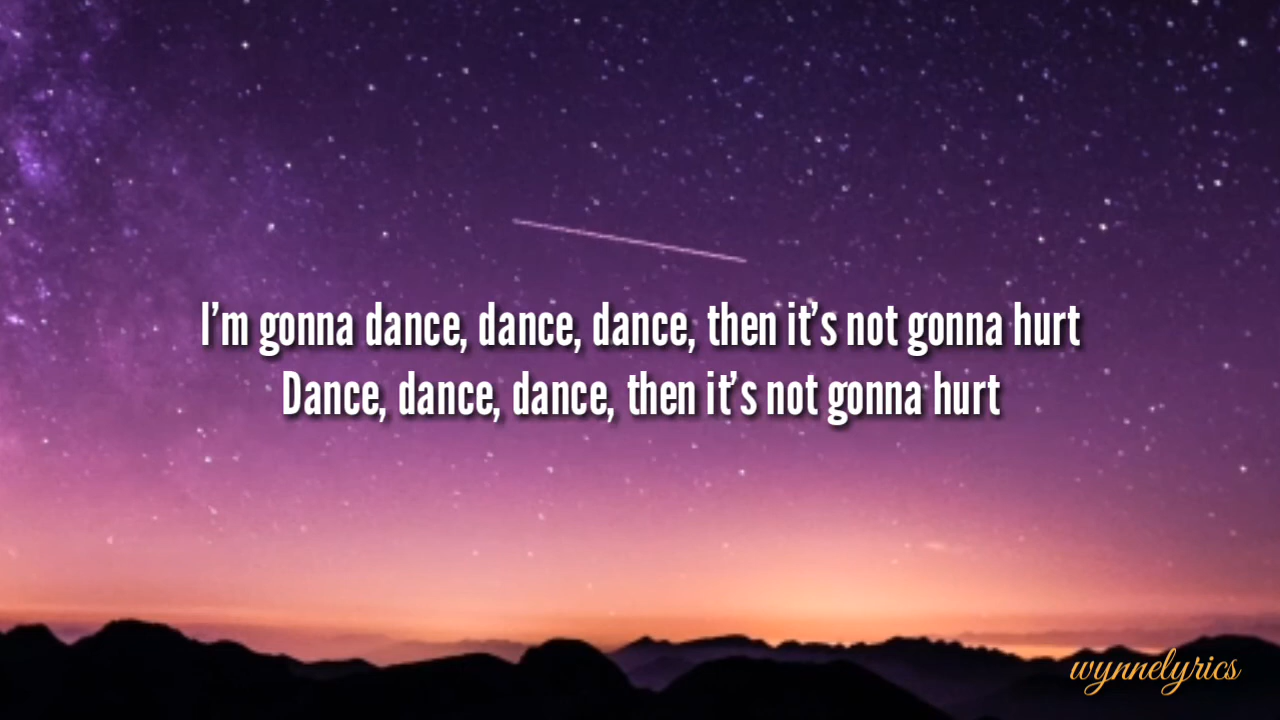 I’m gonna dance, dance, dance, then it’s not gonna hurt
Dance, dance, dance, then it’s not gonna hurt
wynnelyrics